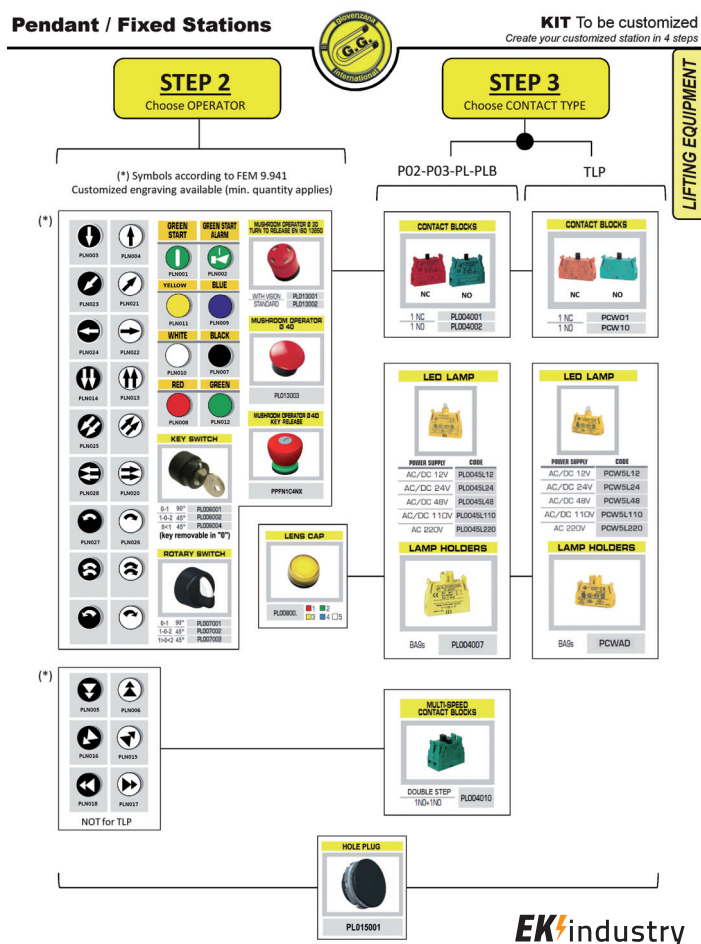 Pendant / Fixed Stations
giovenzana
G.G.
international
KIT To be customized
Create your customized station in 4 steps
LIFTING EQUIPMENT
STEP 2
Choose OPERATOR
STEP 3
Choose CONTACT TYPE
(*) Symbols according to FEM 9.941
Customized engraving available (min. quantity applies)
P02-P03-PL-PLB
TLP
(*)
PLN003
PLN004
PLN023
PLN021
PLN024
PLN022
PLN014
PLN013
PLN025
PLN028
PLN020
PLN027
PLN026
GREEN START
GREEN START ALARM
PLN001
PLN002
YELLOW
BLUE
PLN011
PLN009
WHITE
BLACK
PLN010
PLN007
RED
GREEN
PLN008
PLN012
KEY SWITCH
0-1 90° PL006001
1-0-2 45° PL006002
0<1 45° PL006004
(key removable in "0")
ROTARY SWITCH
0-1 90° PL007001
1-0-2 45° PL007002
1>0<2 45° PL007003
MUSHROOM OPERATOR Ø 30
TURN TO RELEASE EN ISO 13850
WITH VISION PL013001
STANDARD PL013002
MUSHROOM OPERATOR
Ø 40
PL013003
MUSHROOM OPERATOR Ø40
KEY RELEASE
PPFN1C4NX
LENS CAP
PL00800.
1 2
3 4 5
CONTACT BLOCKS
NC NO
1 NC PL004001
1 NO PL004002
CONTACT BLOCKS
NC NO
1 NC PCW01
1 NO PCW10
LED LAMP
POWER SUPPLY CODE
AC/DC 12V PL0045L12
AC/DC 24V PL0045L24
AC/DC 48V PL0045L48
AC/DC 110V PL0045L110
AC 220V PL0045L220
LAMP HOLDERS
BA9s PL004007
LED LAMP
POWER SUPPLY CODE
AC/DC 12V PCW5L12
AC/DC 24V PCW5L24
AC/DC 48V PCW5L48
AC/DC 110V PCW5L110
AC 220V PCW5L220
LAMP HOLDERS
BA9s PCWAD
(*)
PLN005
PLN006
PLN016
PLN015
PLN018
PLN017
NOT for TLP
MULTI-SPEED
CONTACT BLOCKS
DOUBLE STEP
1NO+1NO
PL004010
HOLE PLUG
PL015001
EK industry